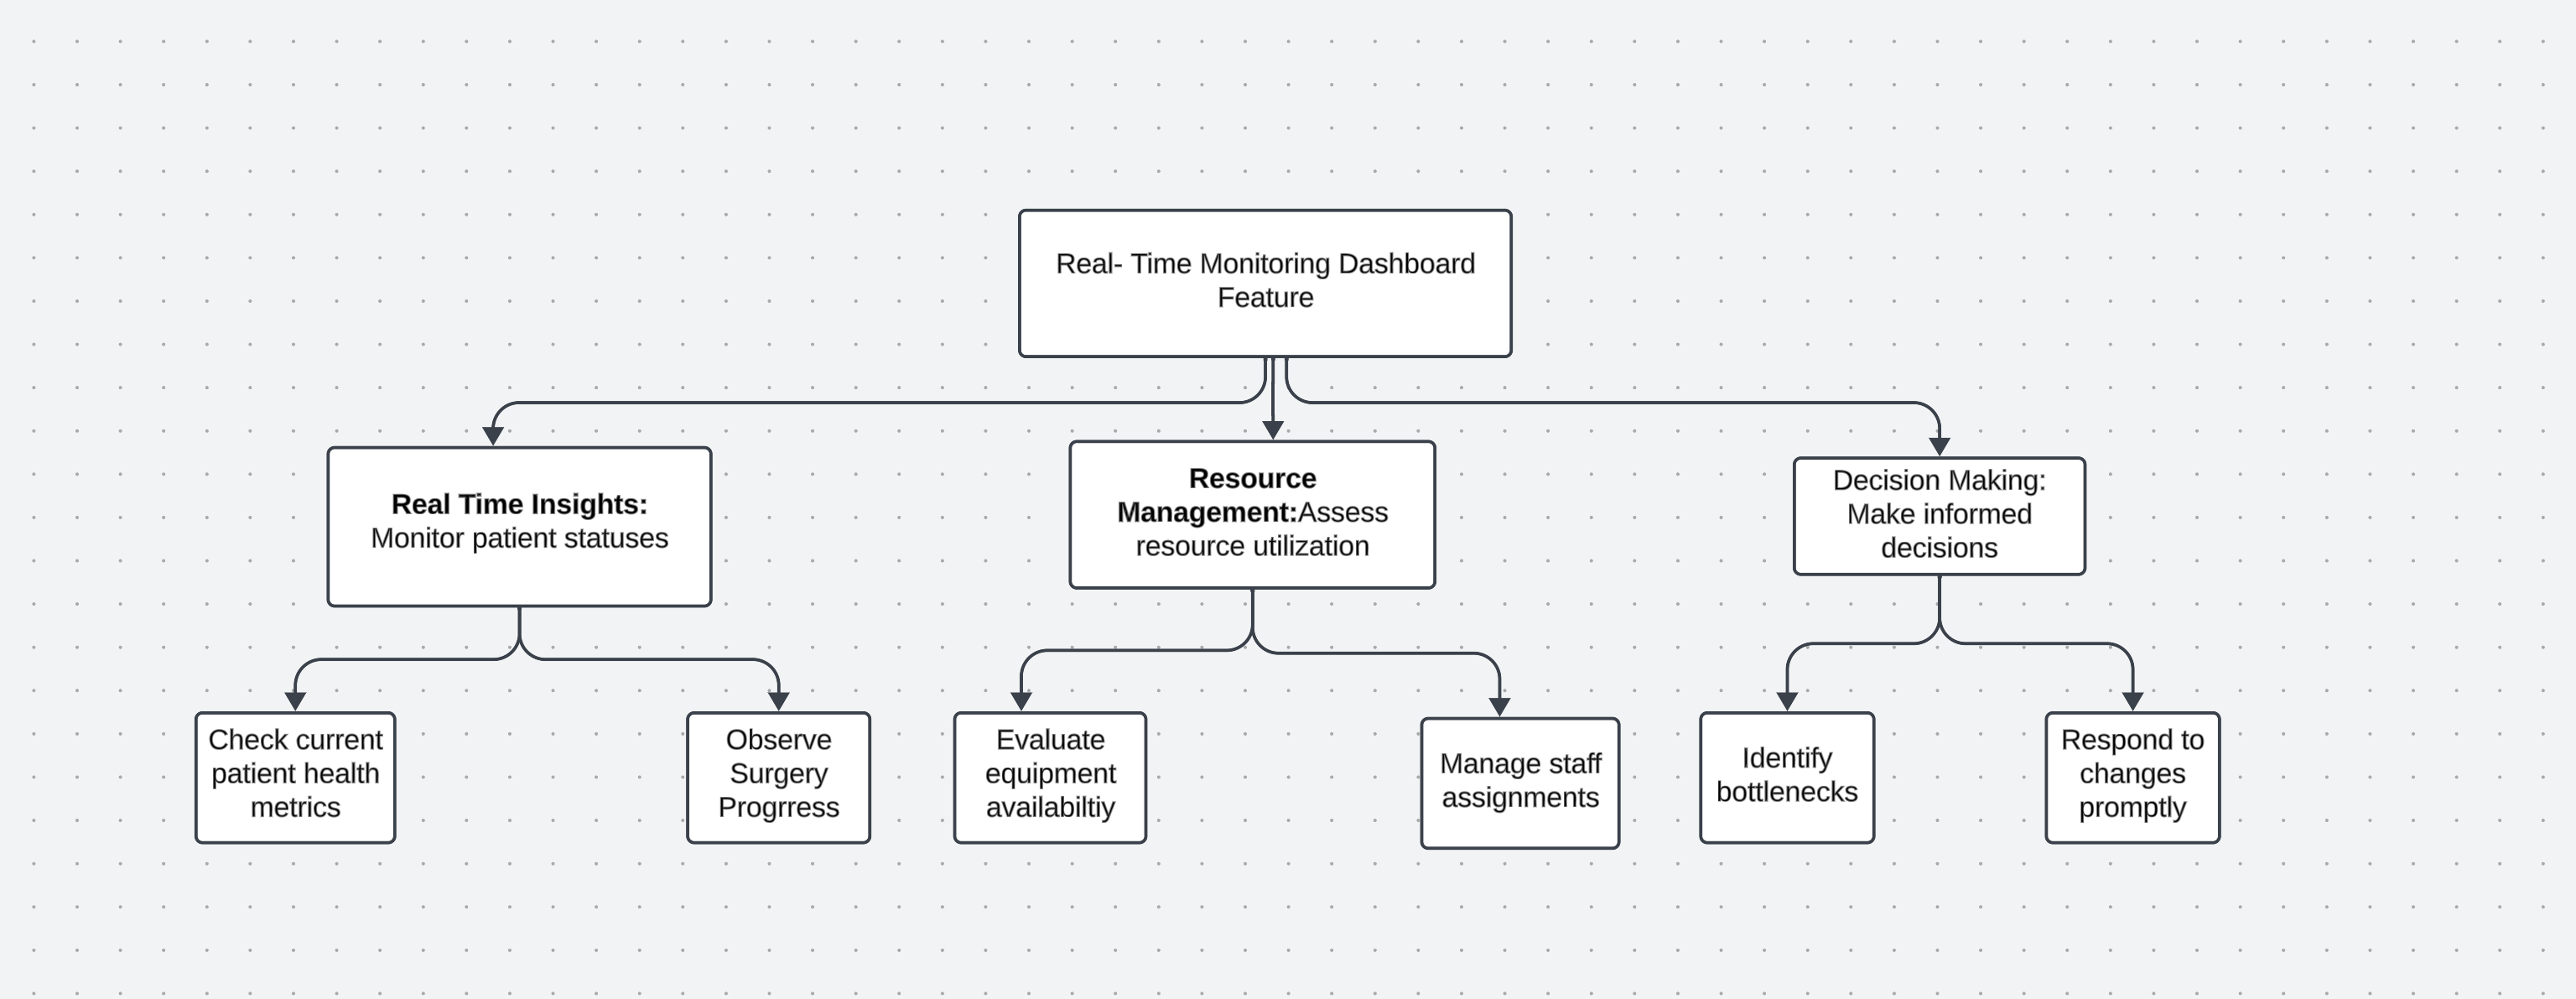 Real- Time Monitoring Dashboard
Feature
Real Time Insights:
Monitor patient statuses
Resource
Management:Assess
resource utilization
Decision Making:
Make informed
decisions
Check current
patient health
metrics
Observe
Surgery
Progrress
Evaluate
equipment
availabiltiy
Manage staff
assignments
Identify
bottlenecks
Respond to
changes
promptly